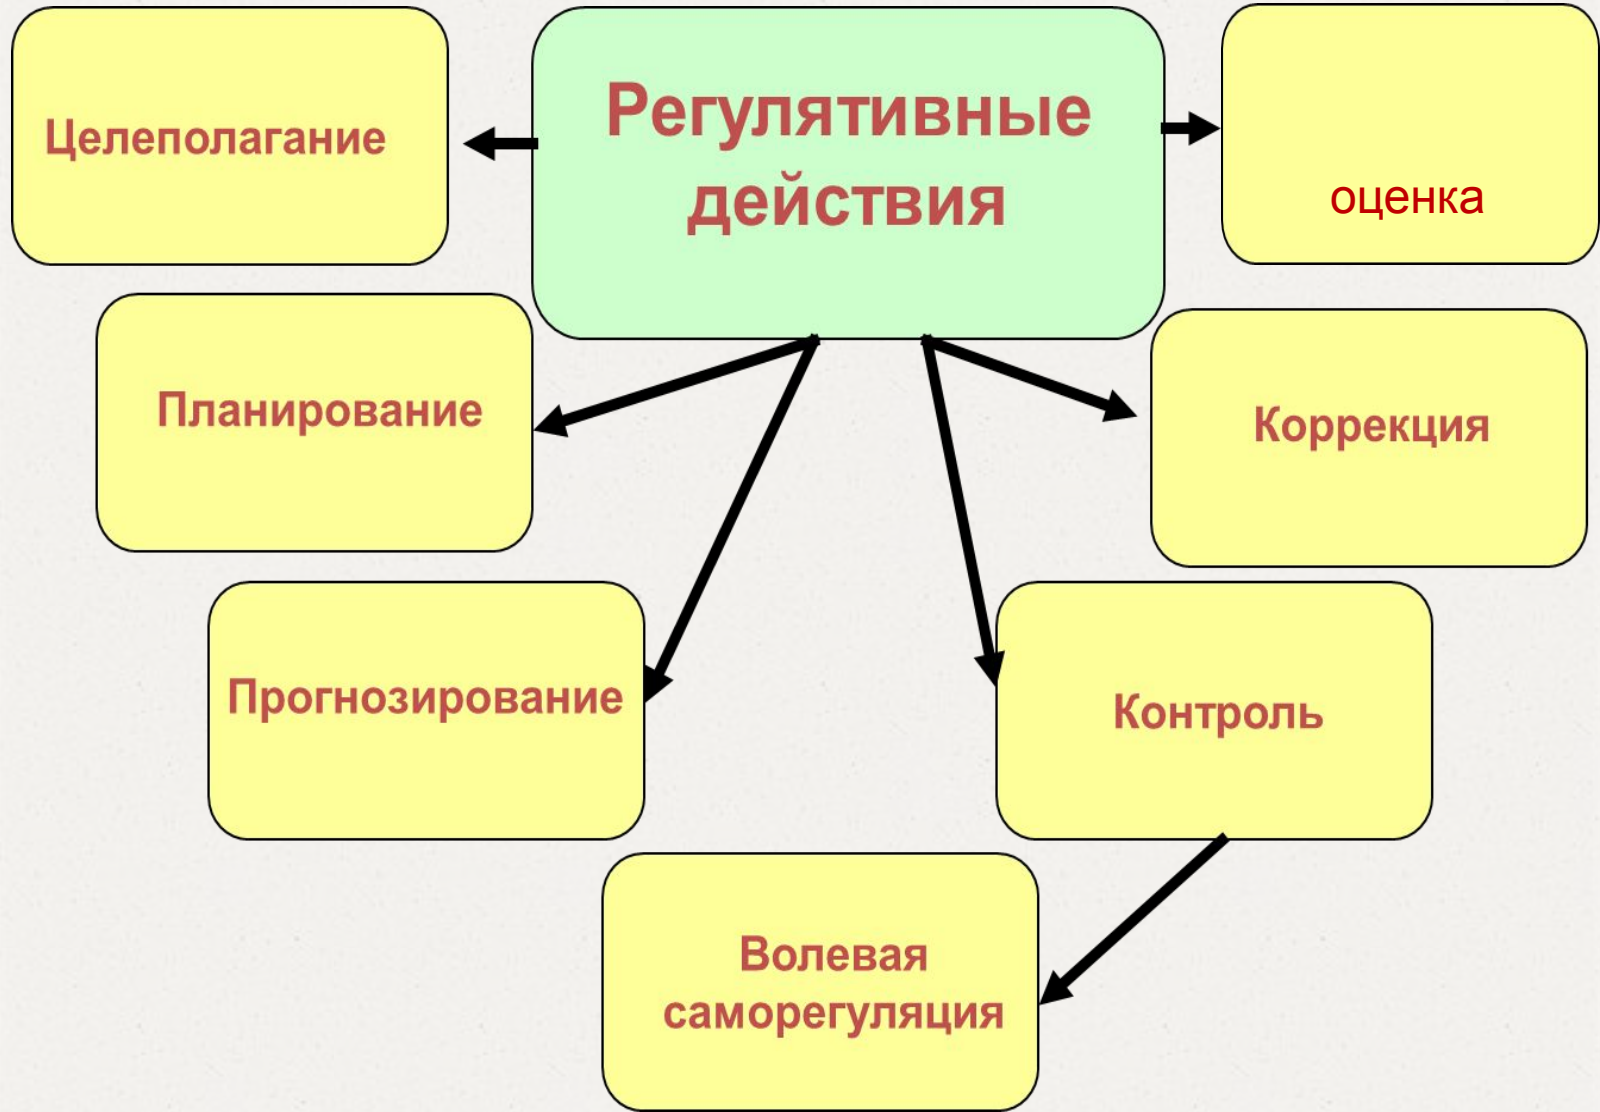 Регулятивные
действия
Целеполагание
оценка
Планирование
Коррекция
Прогнозирование
Контроль
Волевая
саморегуляция